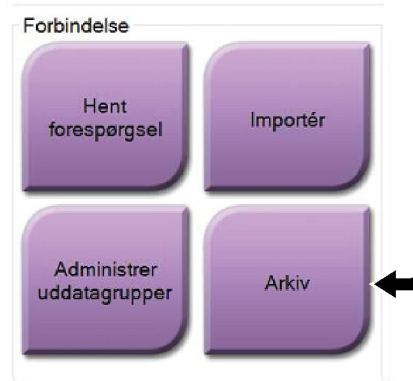 Forbindelse
Hent
forespørgsel
Importér
Administrer
uddatagrupper
Arkiv